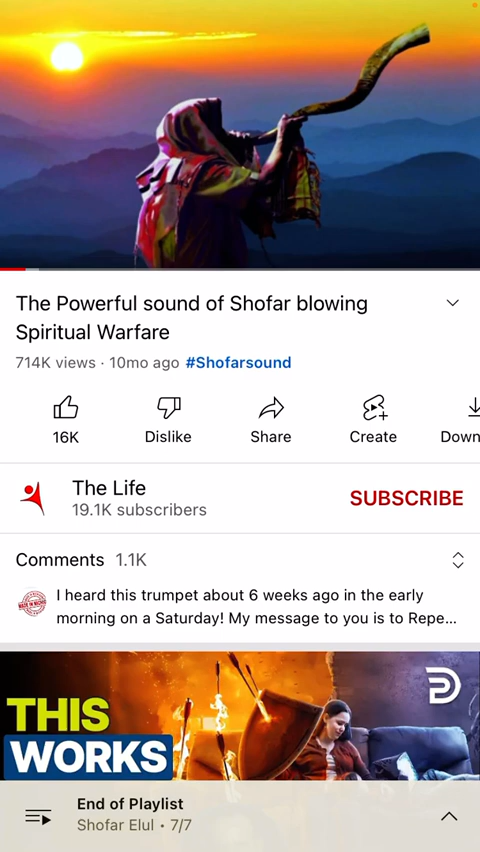 The Powerful sound of Shofar blowing
Spiritual Warfare
714K views · 10mo ago #Shofarsound
16K
Dislike
Share
Create
Down
The Life
19.1K subscribers
SUBSCRIBE
Comments 1.1K
I heard this trumpet about 6 weeks ago in the early
morning on a Saturday! My message to you is to Repe...
THIS
WORKS
End of Playlist
Shofar Elul • 7/7